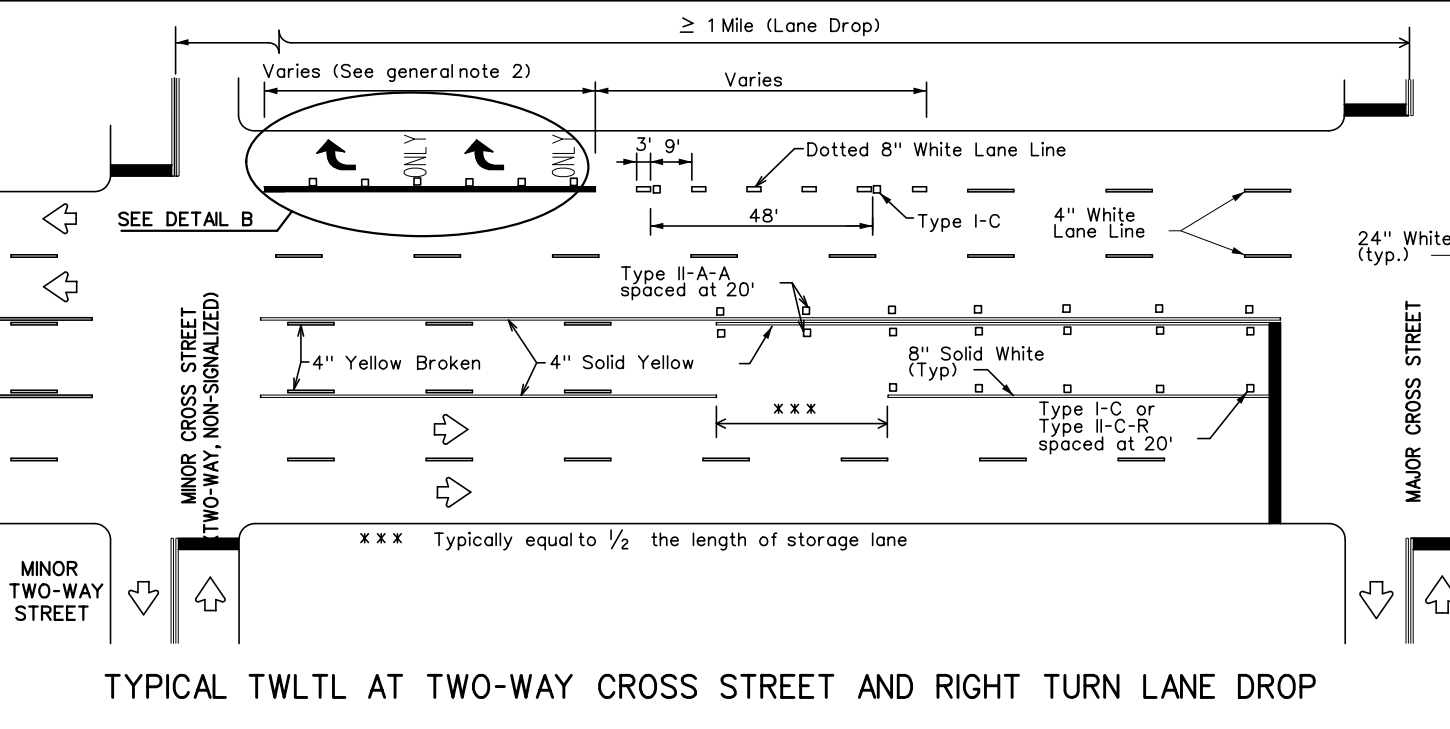 ≥ 1 Mile (Lane Drop)
Varies (See general note 2)
Varies
ONLY
ONLY
3'
9'
Dotted 8" White Lane Line
SEE DETAIL B
48'
Type I-C
4" White
Lane Line
24" White
(typ.)
Type II-A-A
spaced at 20'
MINOR CROSS STREET
(TWO-WAY, NON-SIGNALIZED)
4" Yellow Broken
4" Solid Yellow
8" Solid White
(Typ)
MAJOR CROSS STREET
***
Type I-C or
Type II-C-R
spaced at 20'
*** Typically equal to 1/2 the length of storage lane
MINOR
TWO-WAY
STREET
TYPICAL TWLTL AT TWO-WAY CROSS STREET AND RIGHT TURN LANE DROP